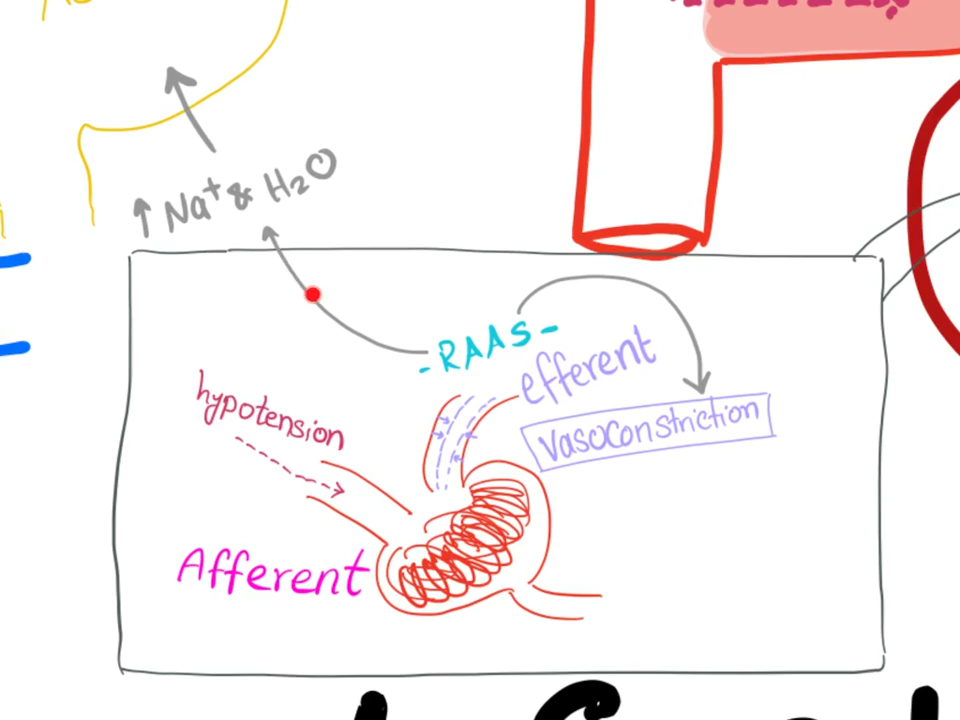 ↑ Na⁺ & H₂O
-RAAS-
efferent
hypotension
vasoconstriction
Afferent